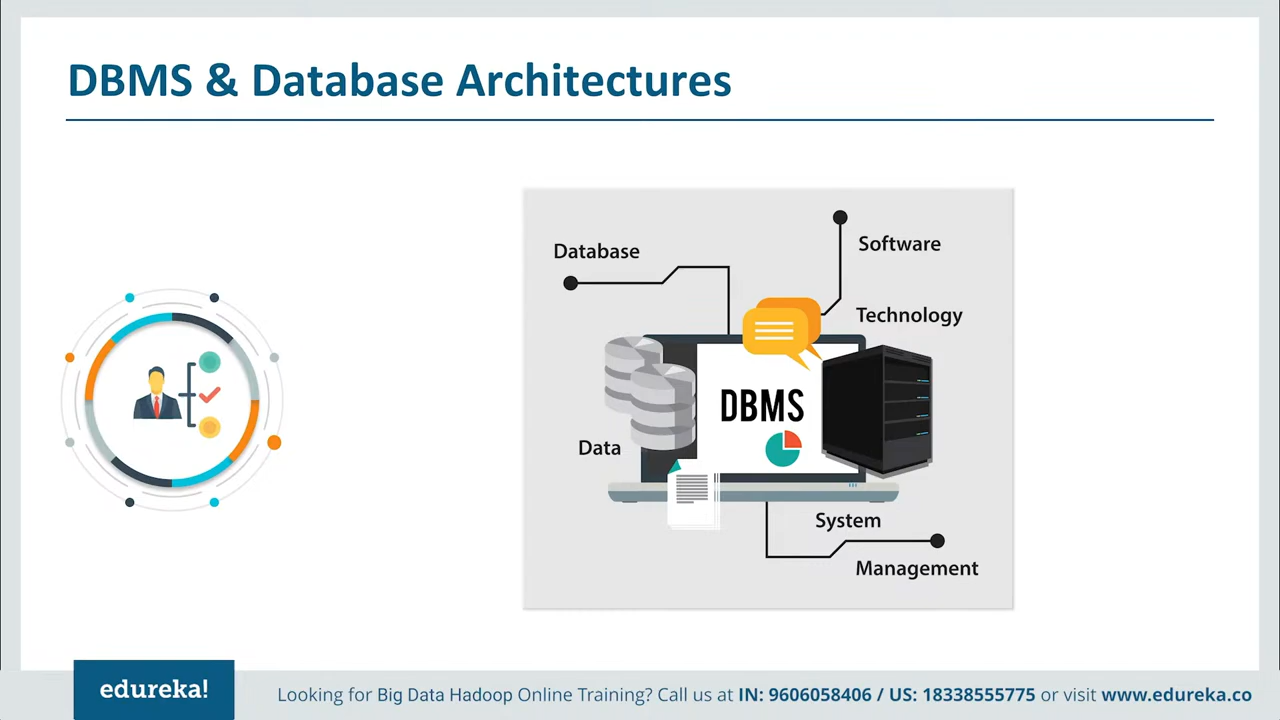 DBMS & Database Architectures
Database
Software
Technology
DBMS
Data
System
Management
edureka!
Looking for Big Data Hadoop Online Training? Call us at IN: 9606058406 / US: 18338555775 or visit www.edureka.co